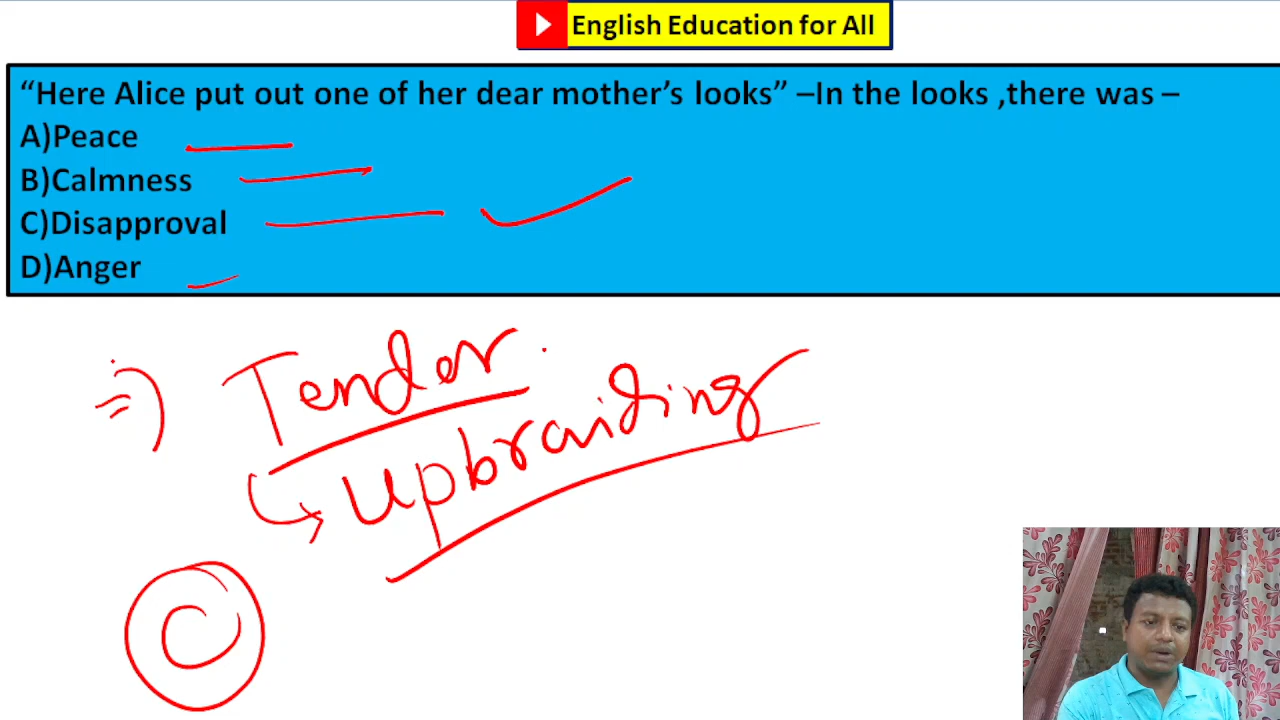 English Education for All
“Here Alice put out one of her dear mother’s looks” –In the looks ,there was –
A)Peace
B)Calmness
C)Disapproval
D)Anger
=) Tender
Upbraiding
C